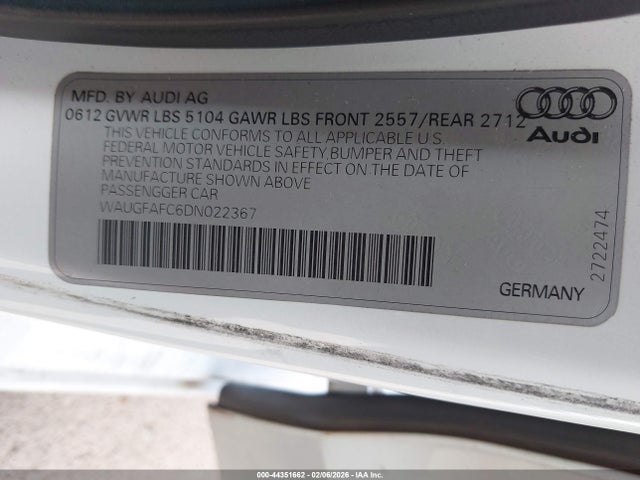 MFD. BY AUDI AG
0612 GVWR LBS 5104 GAWR LBS FRONT 2557/REAR 2712
THIS VEHICLE CONFORMS TO ALL APPLICABLE U.S.
FEDERAL MOTOR VEHICLE SAFETY BUMPER AND THEFT
PREVENTION STANDARDS IN EFFECT ON THE DATE OF
MANUFACTURE SHOWN ABOVE
PASSENGGER CAR
WAUGFAFC6DN022367
Audi
GERMANY
2722474
000-44351662 - 02/06/2026 - IAA Inc.